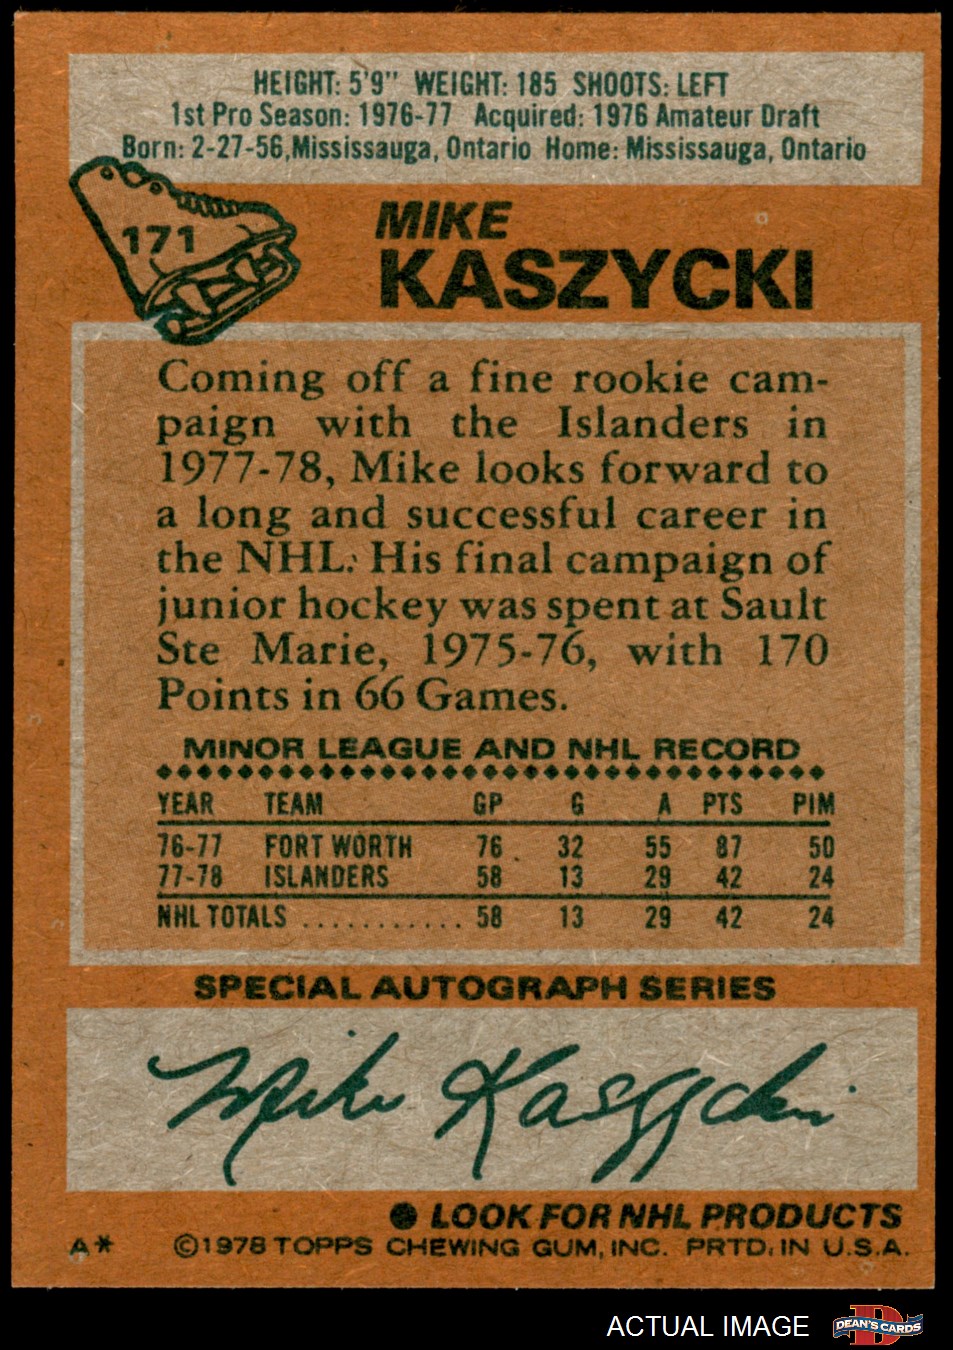 HEIGHT: 5'9" WEIGHT: 185 SHOOTS: LEFT
1st Pro Season: 1976-77 Acquired: 1976 Amateur Draft
Born: 2-27-56, Mississauga, Ontario Home: Mississauga, Ontario
171
MIKE
KASZYCKI
Coming off a fine rookie cam-
paign with the Islanders in
1977-78, Mike looks forward to
a long and successful career in
the NHL. His final campaign of
junior hockey was spent at Sault
Ste Marie, 1975-76, with 170
Points in 66 Games.
MINOR LEAGUE AND NHL RECORD
YEAR TEAM GP G A PTS PIM
76-77 FORT WORTH 76 32 55 87 50
77-78 ISLANDERS 58 13 29 42 24
NHL TOTALS ............ 58 13 29 42 24
SPECIAL AUTOGRAPH SERIES
Mike Kaszycki
LOOK FOR NHL PRODUCTS
A* ©1978 TOPPS CHEWING GUM, INC. PRTD. IN U.S.A.
ACTUAL IMAGE D DEAN'S CARDS